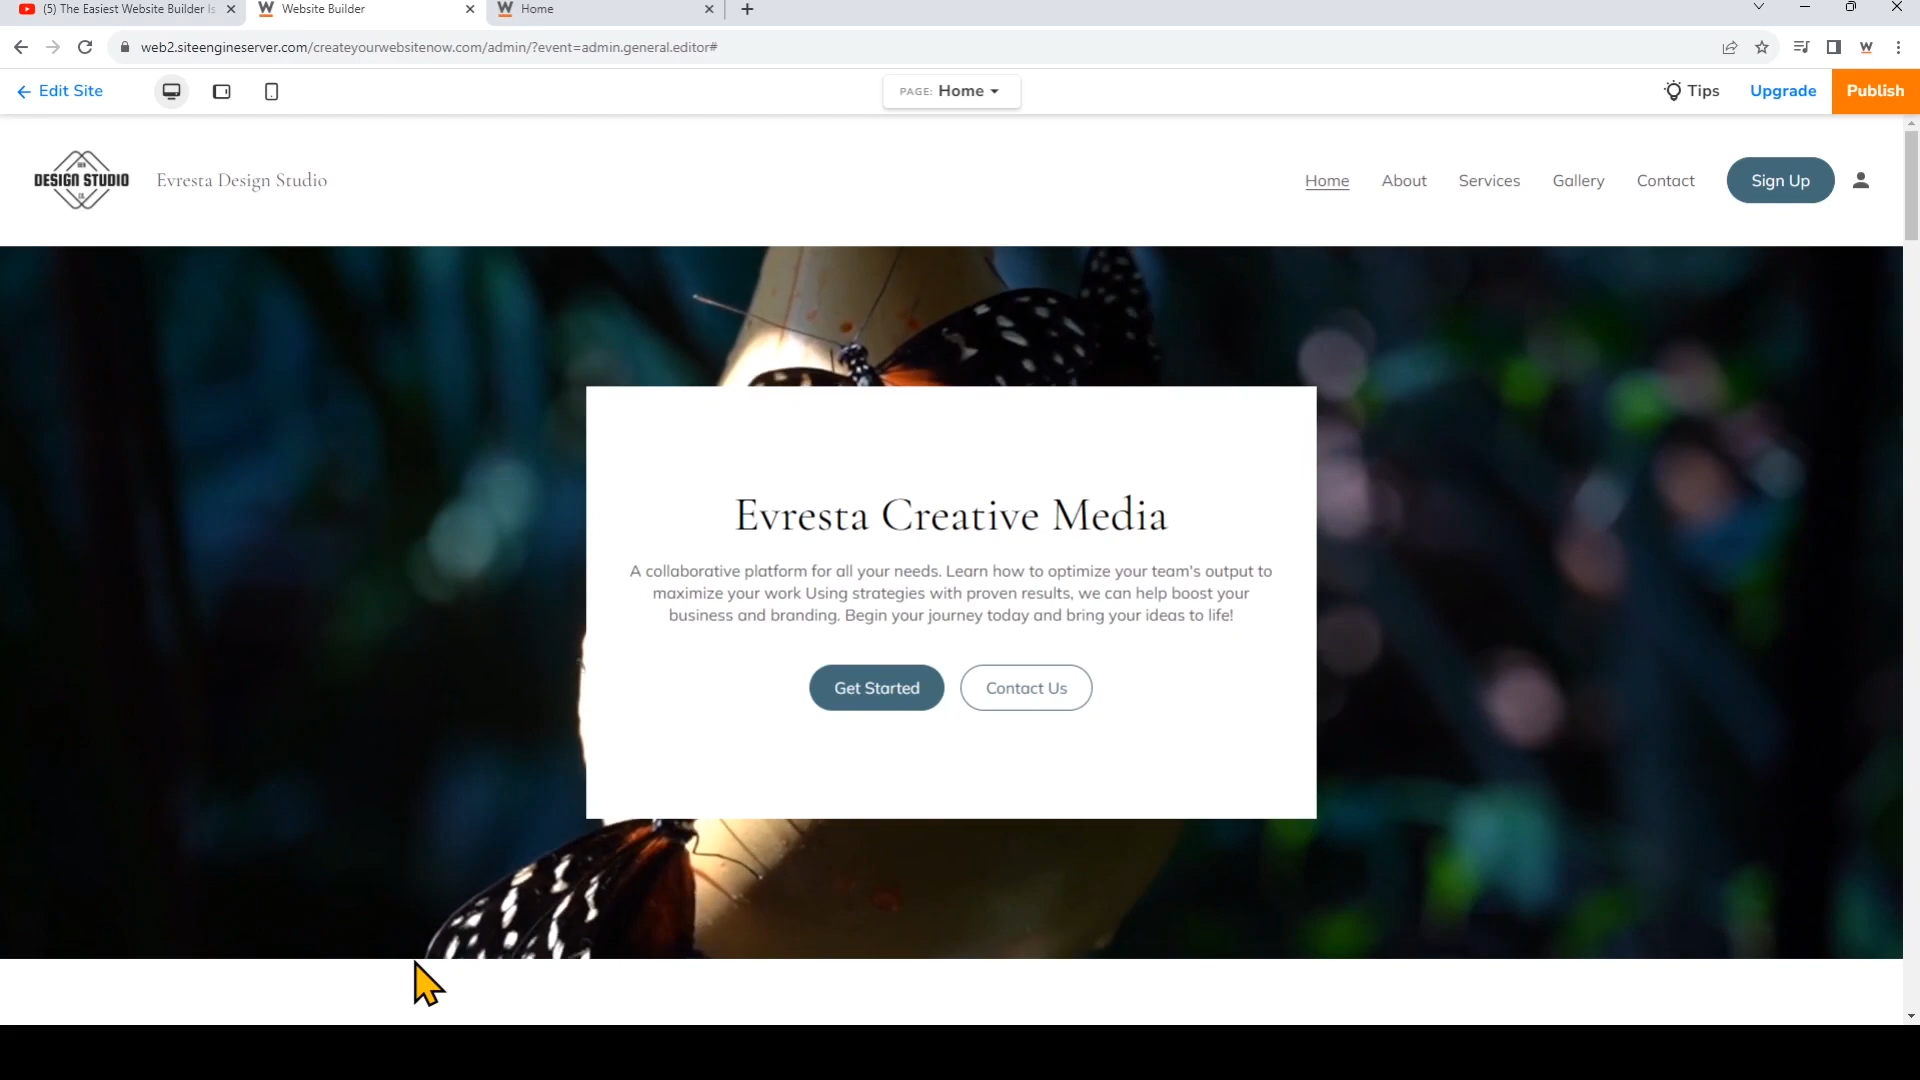 (5) The Easiest Website Builder Is
Website Builder
Home
web2.siteengineserver.com/createyourwebsitenow.com/admin/?event=admin.general.editor#
Edit Site
PAGE: Home
Tips
Upgrade
Publish
DESIGN STUDIO
Evresta Design Studio
Home
About
Services
Gallery
Contact
Sign Up
Evresta Creative Media
A collaborative platform for all your needs. Learn how to optimize your team's output to
maximize your work Using strategies with proven results, we can help boost your
business and branding. Begin your journey today and bring your ideas to life!
Get Started
Contact Us